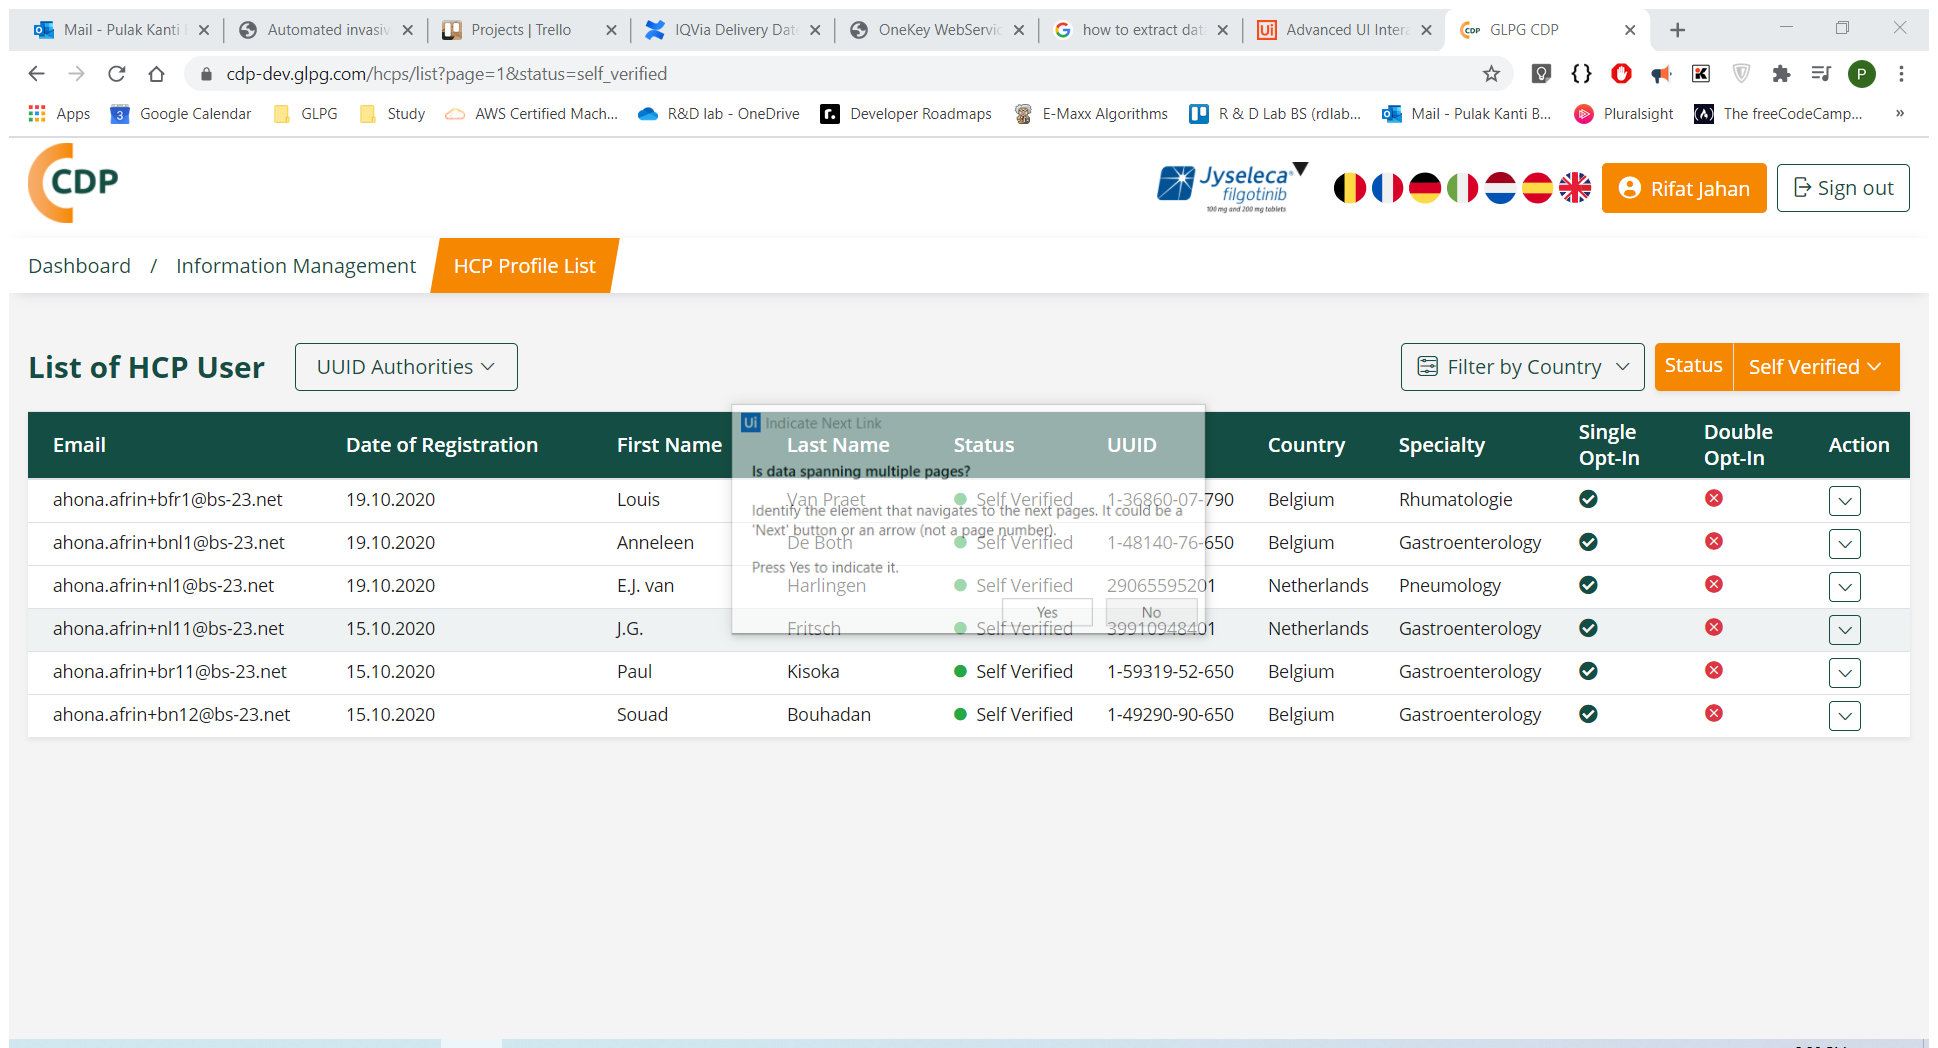 Mail - Pulak Kanti
Automated invasiv
Projects | Trello
IQVia Delivery Dat
OneKey WebServic
how to extract dat
Advanced UI Intera
GLPG CDP
cdp-dev.glpg.com/hcps/list?page=1&status=self_verified
P
Apps
3 Google Calendar
GLPG
Study
AWS Certified Mach...
R&D lab - OneDrive
r. Developer Roadmaps
E-Maxx Algorithms
R & D Lab BS (rdlab...
Mail - Pulak Kanti B...
Pluralsight
The freeCodeCamp...
»
CDP
Jyseleca
filgotinib
100 mg and 200 mg tablets
Rifat Jahan
Sign out
Dashboard / Information Management HCP Profile List
List of HCP User
UUID Authorities
Filter by Country
Status Self Verified
Email Date of Registration First Name Last Name Status UUID Country Specialty Single Opt-In Double Opt-In Action
ahona.afrin+bfr1@bs-23.net 19.10.2020 Louis Van Praet Self Verified 1-36860-07-790 Belgium Rhumatologie
ahona.afrin+bnl1@bs-23.net 19.10.2020 Anneleen De Both Self Verified 1-48140-76-650 Belgium Gastroenterology
ahona.afrin+nl1@bs-23.net 19.10.2020 E.J. van Harlingen Self Verified 29065595201 Netherlands Pneumology
ahona.afrin+nl11@bs-23.net 15.10.2020 J.G. Fritsch Self Verified 39910948401 Netherlands Gastroenterology
ahona.afrin+br11@bs-23.net 15.10.2020 Paul Kisoka Self Verified 1-59319-52-650 Belgium Gastroenterology
ahona.afrin+bn12@bs-23.net 15.10.2020 Souad Bouhadan Self Verified 1-49290-90-650 Belgium Gastroenterology
Ui Indicate Next Link
Is data spanning multiple pages?
Identify the element that navigates to the next pages. It could be a
'Next' button or an arrow (not a page number).
Press Yes to indicate it.
Yes
No